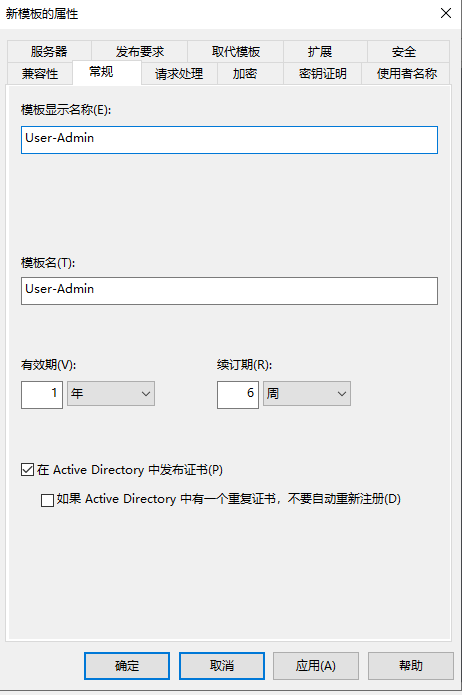 新模板的属性
服务器 发布要求 取代模板 扩展 安全
兼容性 常规 请求处理 加密 密钥证明 使用者名称
模板显示名称(E):
User-Admin
模板名(T):
User-Admin
有效期(V): 续订期(R):
1 年 6 周
在 Active Directory 中发布证书(P)
如果 Active Directory 中有一个重复证书，不要自动重新注册(D)
确定 取消 应用(A) 帮助